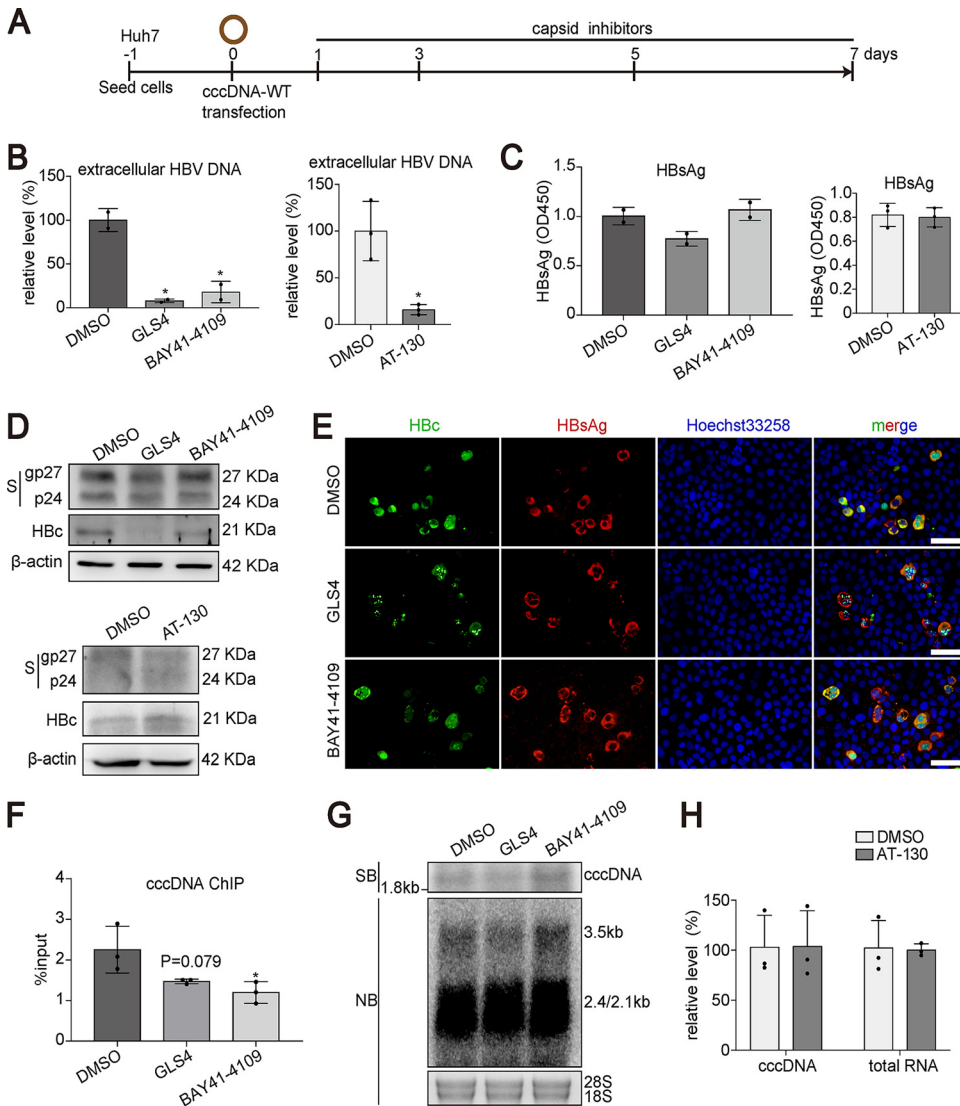 A
Huh7
capsid inhibitors
-1
0
1
3
5
7 days
Seed cells
cccDNA-WT
transfection
B
extracellular HBV DNA
relative level (%)
150
100
50
0
DMSO
GLS4
BAY41-4109
*
*
extracellular HBV DNA
relative level (%)
150
100
50
0
DMSO
AT-130
*
C
HBsAg
HBsAg (OD450)
1.5
1.0
0.5
0
DMSO
GLS4
BAY41-4109
HBsAg
HBsAg (OD450)
1.0
0.8
0.6
0.4
0.2
0
DMSO
AT-130
D
DMSO
GLS4
BAY41-4109
S
gp27
27 KDa
p24
24 KDa
HBc
21 KDa
β-actin
42 KDa
DMSO
AT-130
S
gp27
27 KDa
p24
24 KDa
HBc
21 KDa
β-actin
42 KDa
E
HBc
HBsAg
Hoechst33258
merge
DMSO
GLS4
BAY41-4109
F
cccDNA ChIP
%input
4
3
2
1
0
P=0.079
*
DMSO
GLS4
BAY41-4109
G
DMSO
GLS4
BAY41-4109
SB
1.8kb
cccDNA
NB
3.5kb
2.4/2.1kb
28S
18S
H
DMSO
AT-130
relative level (%)
150
100
50
0
cccDNA
total RNA